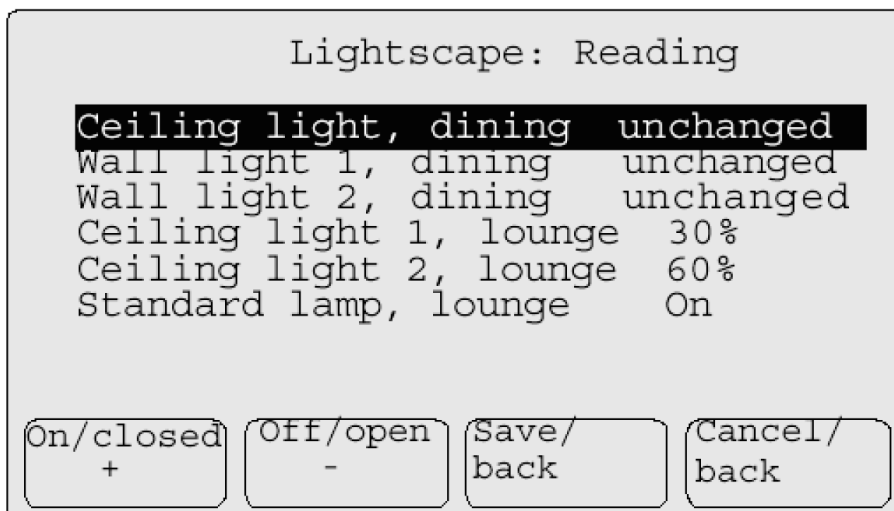 Lightscape: Reading
Ceiling light, dining unchanged
Wall light 1, dining unchanged
Wall light 2, dining unchanged
Ceiling light 1, lounge 30%
Ceiling light 2, lounge 60%
Standard lamp, lounge On
On/closed Off/open Save/ Cancel/
+ - back back